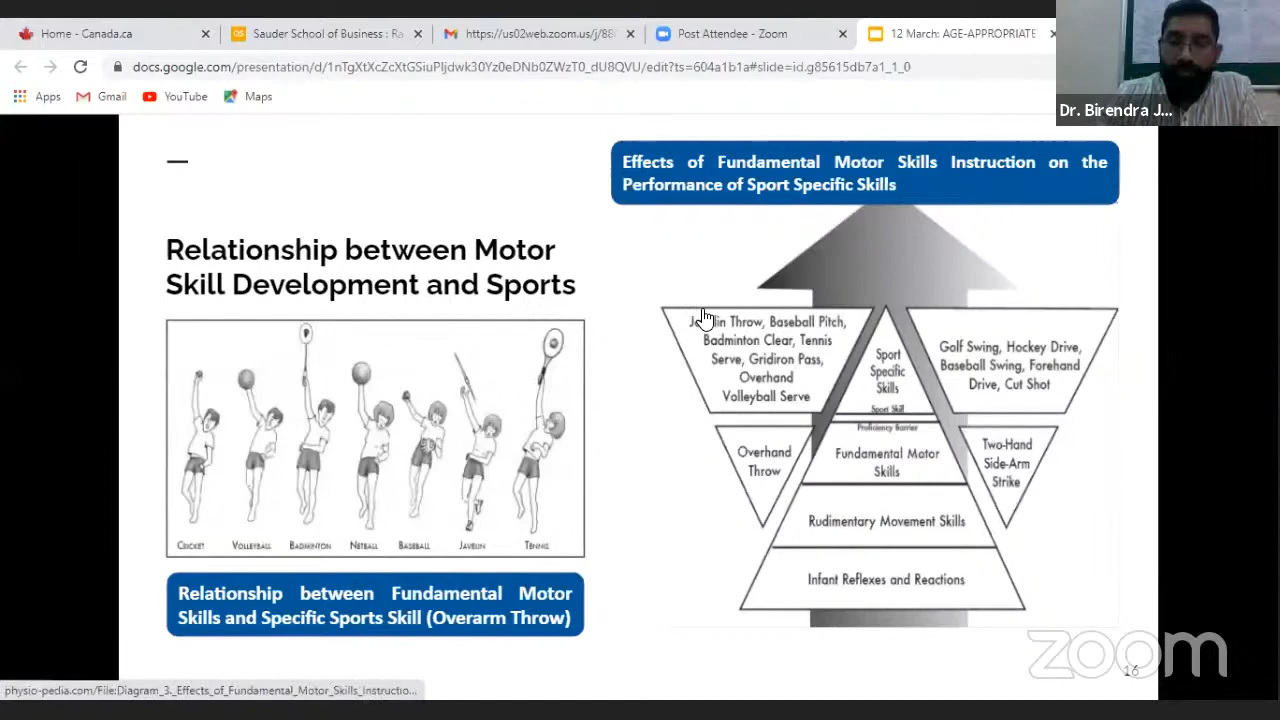 Home - Canada.ca
Sauder School of Business : Ra
https://us02web.zoom.us/j/88
Post Attendee - Zoom
12 March: AGE-APPROPRIATE
docs.google.com/presentation/d/1nTgXtXcZcXtGSiuPIjdwk30Yz0eDNb0ZWzT0_dU8QVU/edit?ts=604a1b1a#slide=id.g85615db7a1_1_0
Apps
Gmail
YouTube
Maps
Dr. Birendra J...
Effects of Fundamental Motor Skills Instruction on the
Performance of Sport Specific Skills
Relationship between Motor
Skill Development and Sports
CRICKET
VOLLEYBALL
BADMINTON
NETBALL
BASEBALL
JAVELIN
TENNIS
Relationship between Fundamental Motor
Skills and Specific Sports Skill (Overarm Throw)
Throw, Baseball Pitch,
Badminton Clear, Tennis
Serve, Gridiron Pass,
Overhand
Volleyball Serve
Sport
Specific
Skills
Sport Skill
Proficiency Barrier
Golf Swing, Hockey Drive,
Baseball Swing, Forehand
Drive, Cut Shot
Overhand
Throw
Fundamental Motor
Skills
Two-Hand
Side-Arm
Strike
Rudimentary Movement Skills
Infant Reflexes and Reactions
zoom
16
physio-pedia.com/File:Diagram_3._Effects_of_Fundamental_Motor_Skills_Instructio...